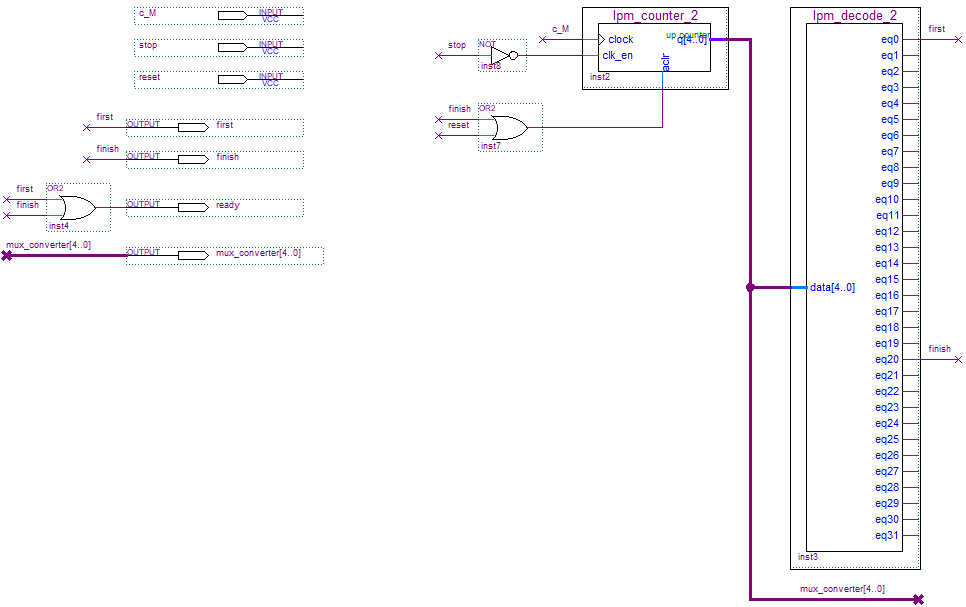 c_M INPUT VCC
stop INPUT VCC
reset INPUT VCC
first OUTPUT first
finish OUTPUT finish
first OR2
finish OUTPUT ready
inst4
mux_converter[4..0] OUTPUT mux_converter[4..0]
stop NOT
inst8
finish OR2
reset
inst7
lpm_counter_2
c_M
up counter
clock q[4..0]
clk_en
aclr
inst2
lpm_decode_2
data[4..0]
eq0 first
eq1
eq2
eq3
eq4
eq5
eq6
eq7
eq8
eq9
eq10
eq11
eq12
eq13
eq14
eq15
eq16
eq17
eq18
eq19
eq20 finish
eq21
eq22
eq23
eq24
eq25
eq26
eq27
eq28
eq29
eq30
eq31
inst3
mux_converter[4..0]